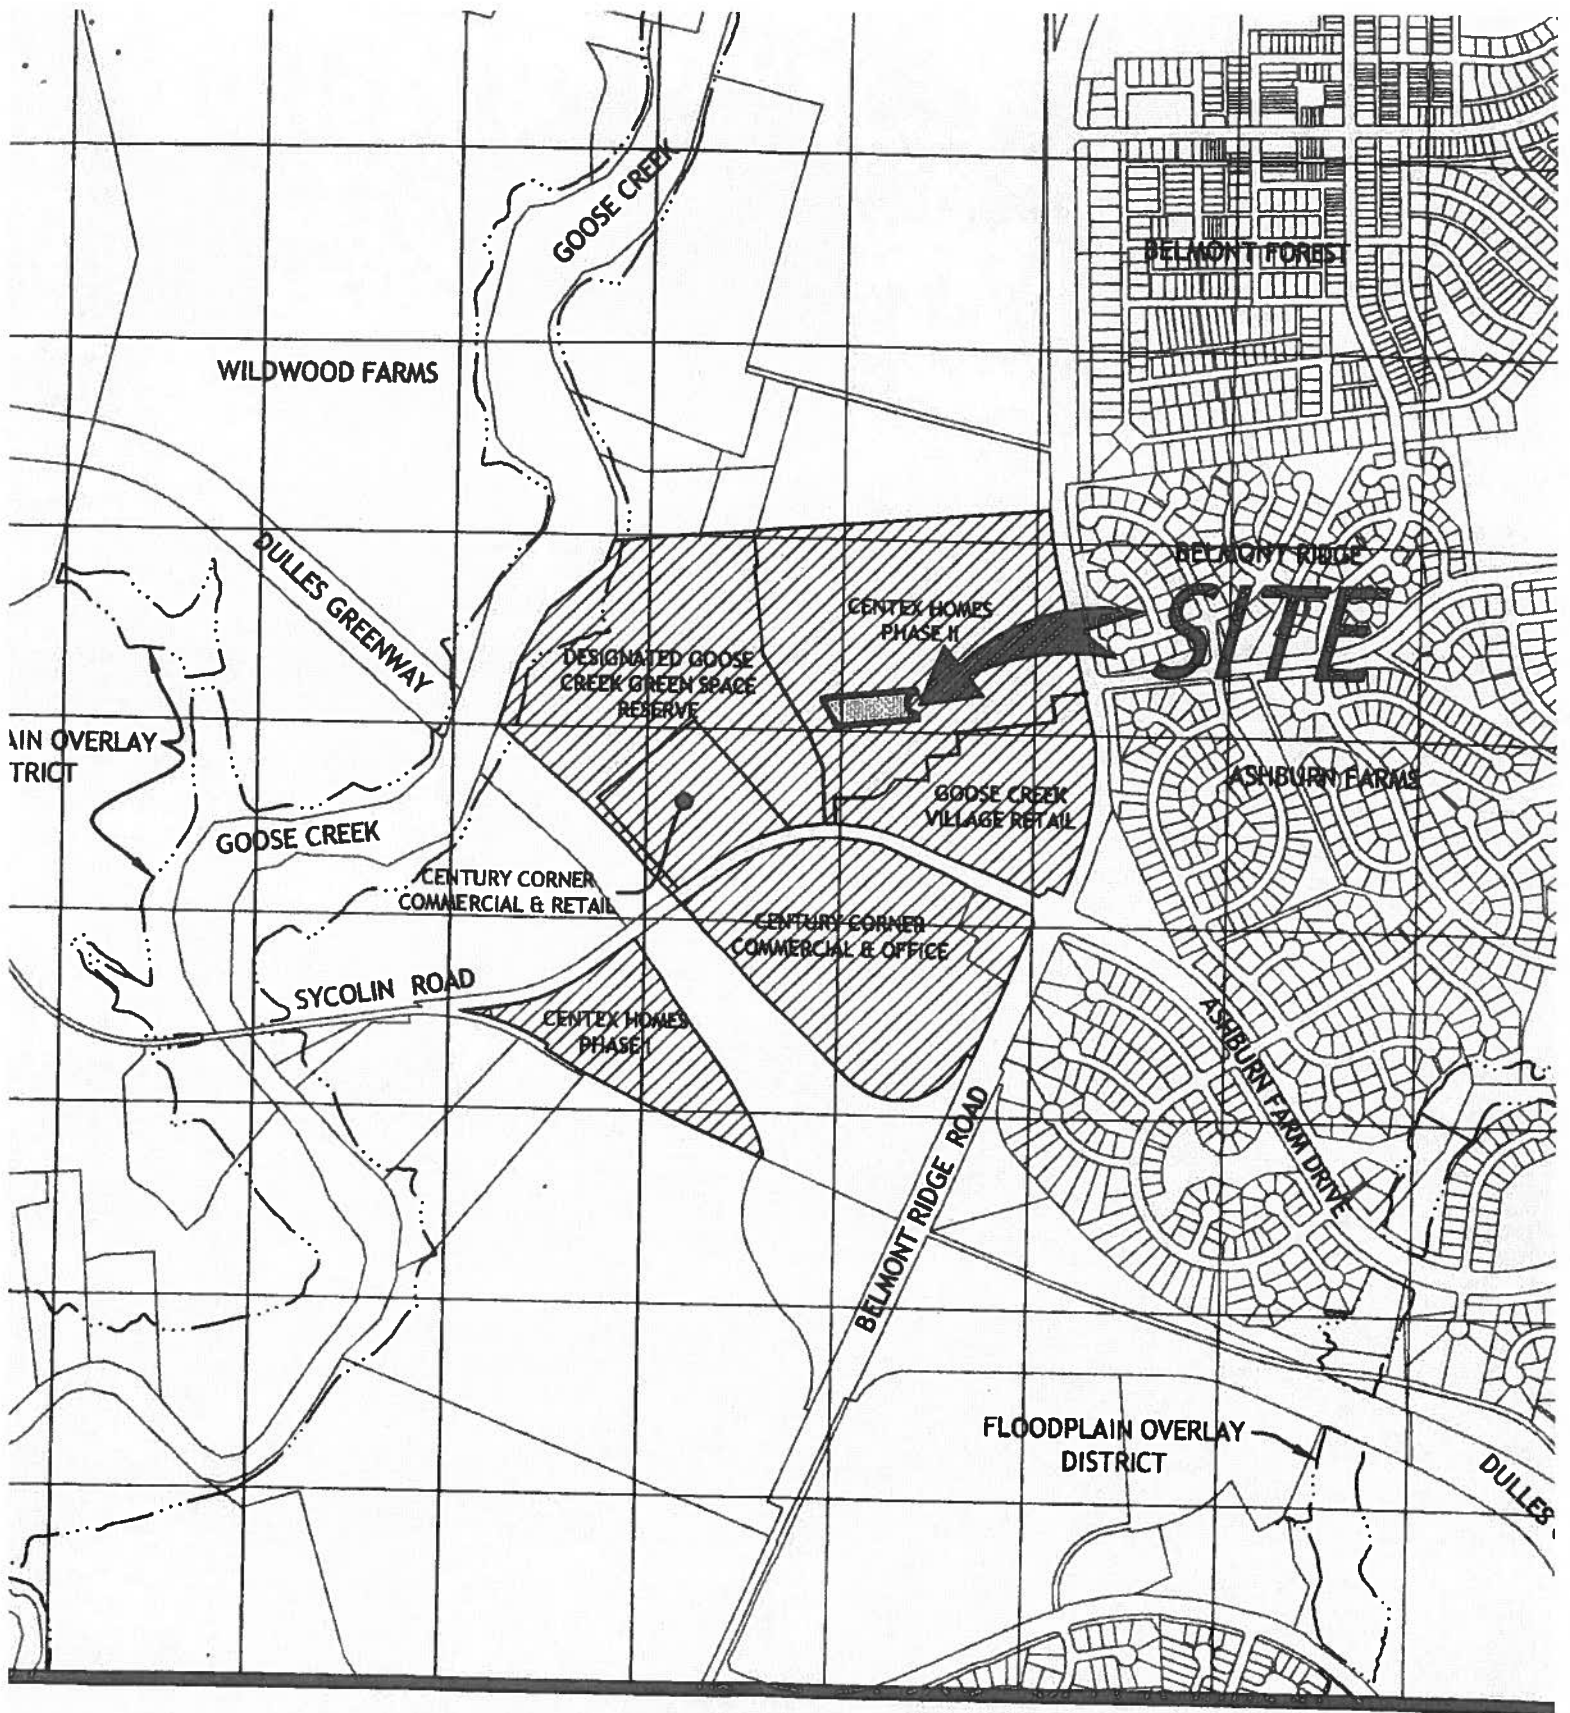 GOOSE CREEK
BELMONT FOREST
WILDWOOD FARMS
DULLES GREENWAY
BELMONT RIDGE
SITE
CENTEX HOMES
PHASE II
DESIGNATED GOOSE
CREEK GREEN SPACE
RESERVE
AIN OVERLAY
TRICT
ASHBURN FARMS
GOOSE CREEK
VILLAGE RETAIL
GOOSE CREEK
CENTURY CORNER
COMMERCIAL & RETAIL
CENTURY CORNER
COMMERCIAL & OFFICE
SYCOLIN ROAD
CENTEX HOMES
PHASE I
ASHBURN FARM DRIVE
BELMONT RIDGE ROAD
FLOODPLAIN OVERLAY
DISTRICT
DULLES